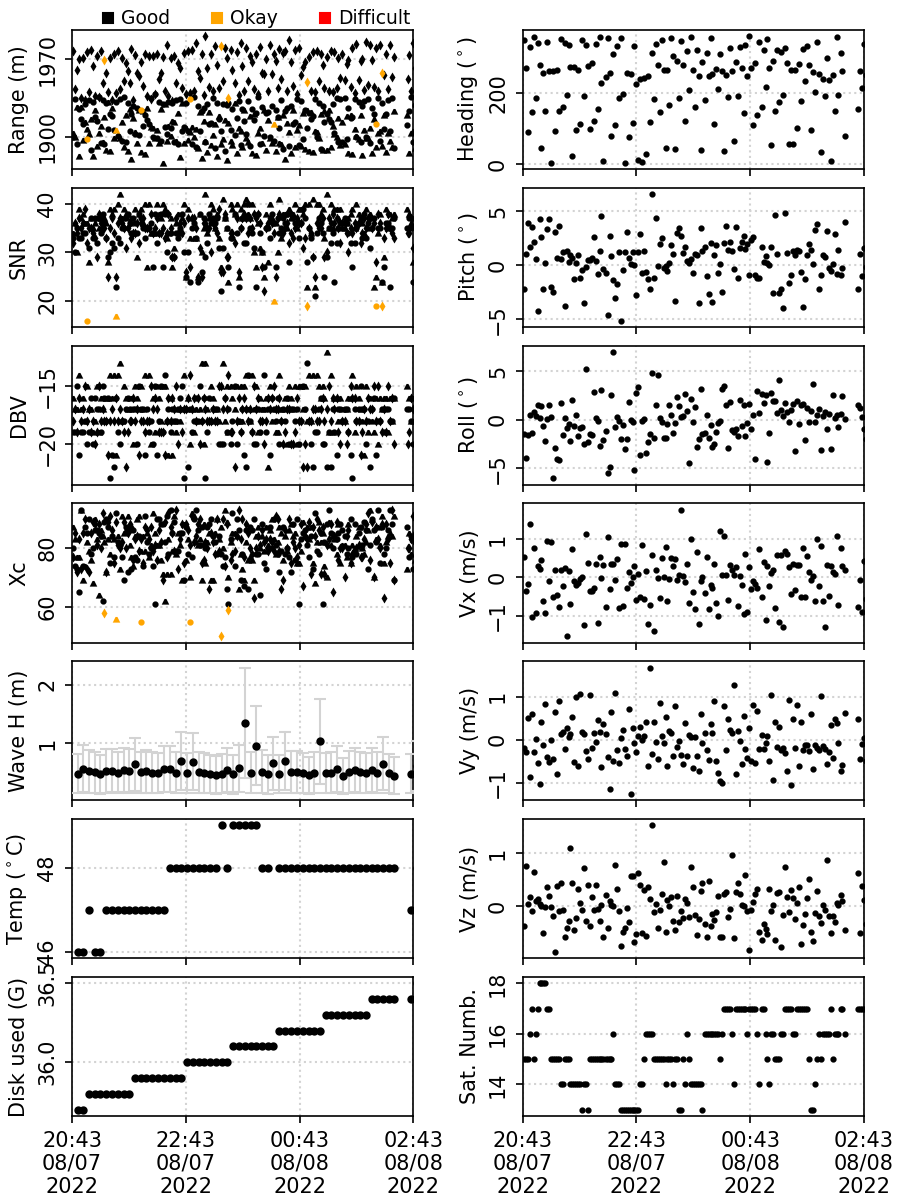 Good Okay Difficult
Range (m)
1970
1900
Heading (°)
200
0
SNR
40
30
20
Pitch (°)
5
0
−5
DBV
−15
−20
Roll (°)
5
0
−5
Xc
80
60
Vx (m/s)
1
0
−1
Wave H (m)
2
1
Vy (m/s)
1
0
−1
Temp (°C)
48
46
Vz (m/s)
1
0
Disk used (G)
36.5
36.0
Sat. Numb.
18
16
14
20:43 22:43 00:43 02:43 20:43 22:43 00:43 02:43
08/07 08/07 08/08 08/08 08/07 08/07 08/08 08/08
2022 2022 2022 2022 2022 2022 2022 2022